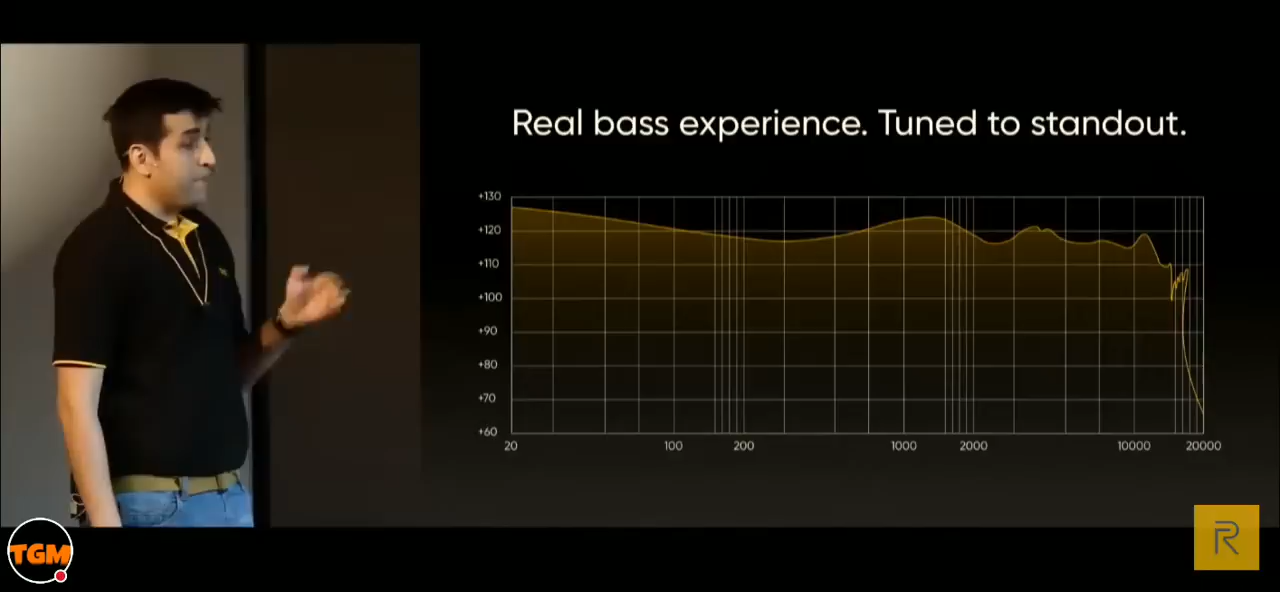 Real bass experience. Tuned to standout.
+130
+120
+110
+100
+90
+80
+70
+60
20 100 200 1000 2000 10000 20000
R
TGM